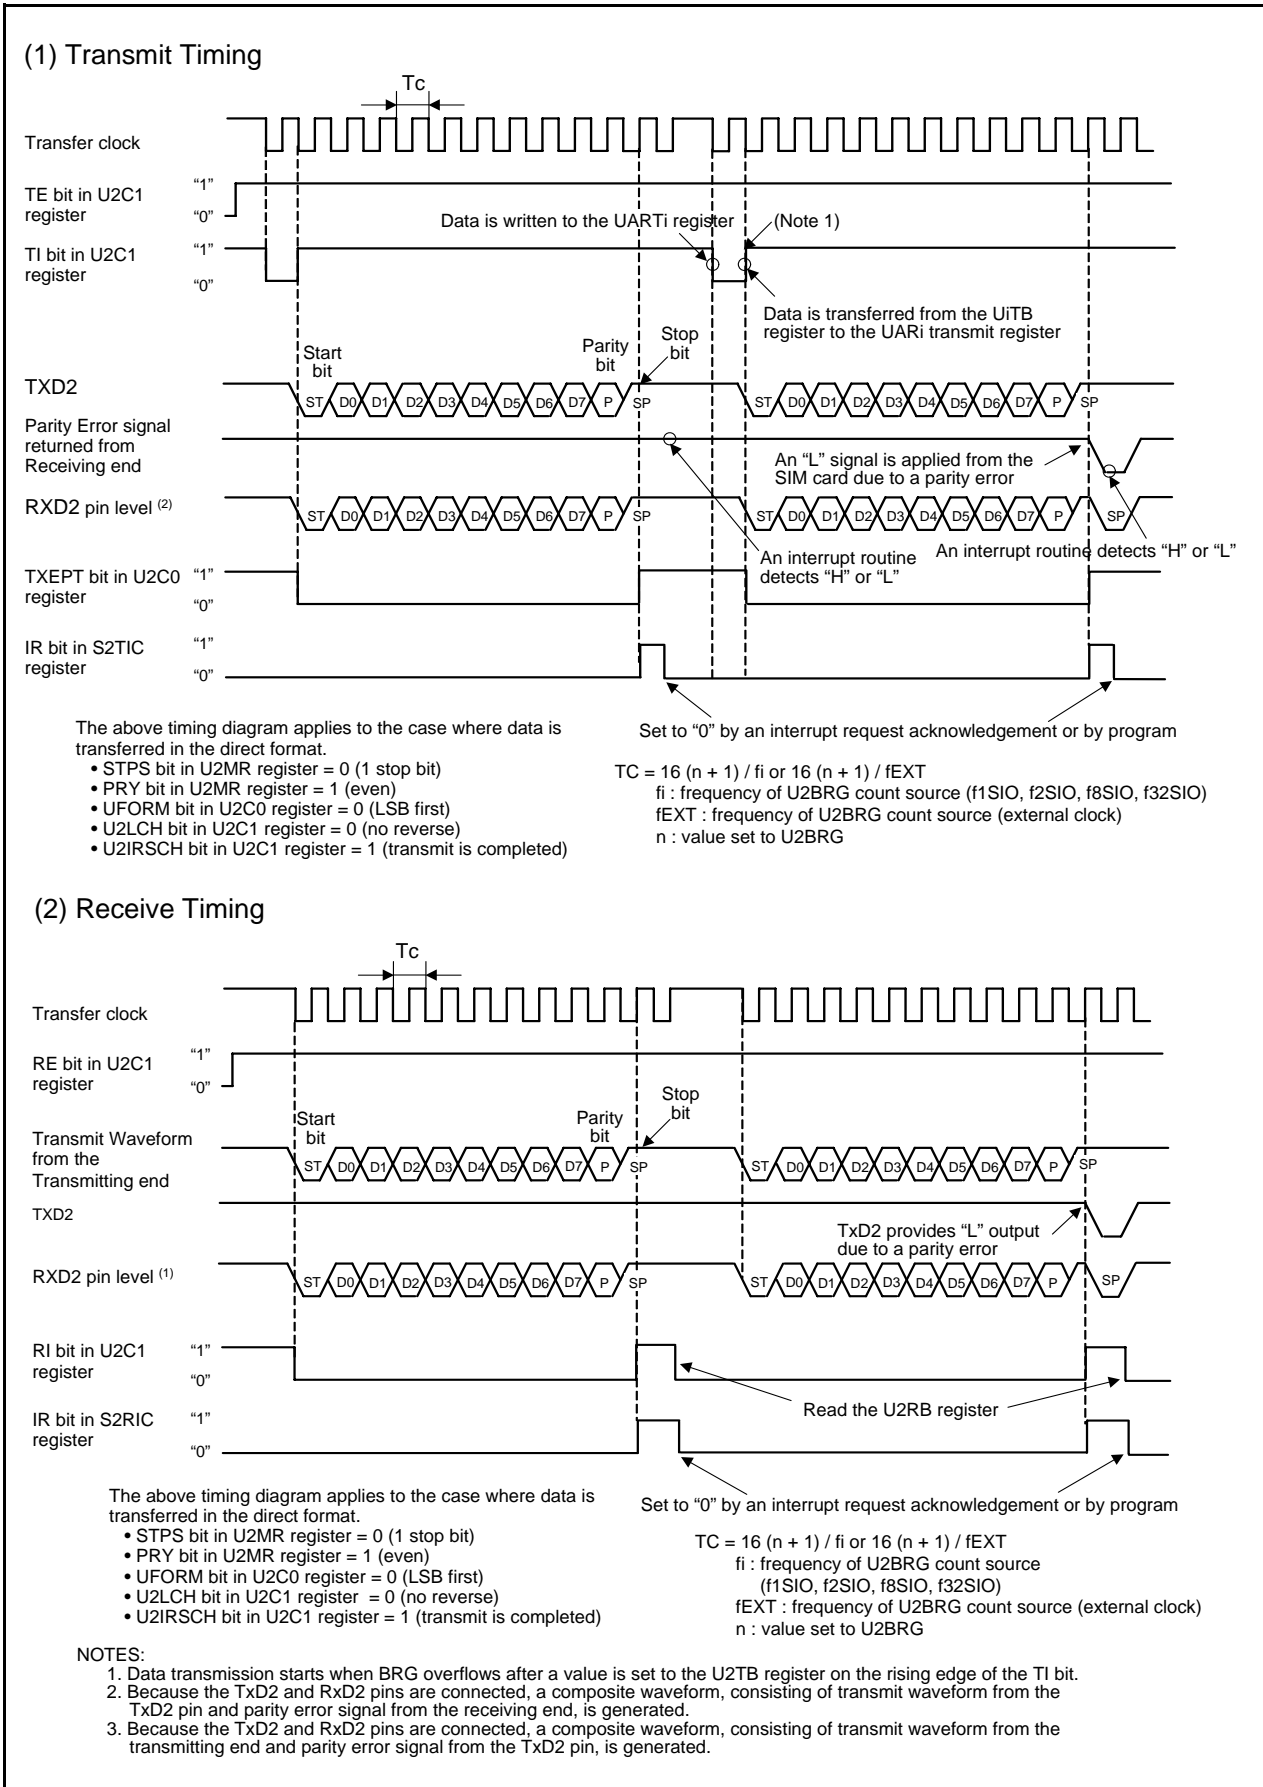 (1) Transmit Timing
Tc
Transfer clock
TE bit in U2C1
register
“1”
“0”
Data is written to the UARTi register
(Note 1)
TI bit in U2C1
register
“1”
“0”
Data is transferred from the UiTB
register to the UARi transmit register
Start
bit
Parity
bit
Stop
bit
TXD2
ST D0 D1 D2 D3 D4 D5 D6 D7 P SP
ST D0 D1 D2 D3 D4 D5 D6 D7 P SP
Parity Error signal
returned from
Receiving end
An “L” signal is applied from the
SIM card due to a parity error
RXD2 pin level (2)
ST D0 D1 D2 D3 D4 D5 D6 D7 P SP
ST D0 D1 D2 D3 D4 D5 D6 D7 P SP
An interrupt routine
detects “H” or “L”
An interrupt routine detects “H” or “L”
TXEPT bit in U2C0
register
“1”
“0”
IR bit in S2TIC
register
“1”
“0”
Set to “0” by an interrupt request acknowledgement or by program
The above timing diagram applies to the case where data is
transferred in the direct format.
• STPS bit in U2MR register = 0 (1 stop bit)
• PRY bit in U2MR register = 1 (even)
• UFORM bit in U2C0 register = 0 (LSB first)
• U2LCH bit in U2C1 register = 0 (no reverse)
• U2IRSCH bit in U2C1 register = 1 (transmit is completed)
TC = 16 (n + 1) / fi or 16 (n + 1) / fEXT
fi : frequency of U2BRG count source (f1SIO, f2SIO, f8SIO, f32SIO)
fEXT : frequency of U2BRG count source (external clock)
n : value set to U2BRG
(2) Receive Timing
Tc
Transfer clock
RE bit in U2C1
register
“1”
“0”
Start
bit
Parity
bit
Stop
bit
Transmit Waveform
from the
Transmitting end
ST D0 D1 D2 D3 D4 D5 D6 D7 P SP
ST D0 D1 D2 D3 D4 D5 D6 D7 P SP
TXD2
TxD2 provides “L” output
due to a parity error
RXD2 pin level (1)
ST D0 D1 D2 D3 D4 D5 D6 D7 P SP
ST D0 D1 D2 D3 D4 D5 D6 D7 P SP
RI bit in U2C1
register
“1”
“0”
Read the U2RB register
IR bit in S2RIC
register
“1”
“0”
Set to “0” by an interrupt request acknowledgement or by program
The above timing diagram applies to the case where data is
transferred in the direct format.
• STPS bit in U2MR register = 0 (1 stop bit)
• PRY bit in U2MR register = 1 (even)
• UFORM bit in U2C0 register = 0 (LSB first)
• U2LCH bit in U2C1 register = 0 (no reverse)
• U2IRSCH bit in U2C1 register = 1 (transmit is completed)
TC = 16 (n + 1) / fi or 16 (n + 1) / fEXT
fi : frequency of U2BRG count source
(f1SIO, f2SIO, f8SIO, f32SIO)
fEXT : frequency of U2BRG count source (external clock)
n : value set to U2BRG
NOTES:
1. Data transmission starts when BRG overflows after a value is set to the U2TB register on the rising edge of the TI bit.
2. Because the TxD2 and RxD2 pins are connected, a composite waveform, consisting of transmit waveform from the
TxD2 pin and parity error signal from the receiving end, is generated.
3. Because the TxD2 and RxD2 pins are connected, a composite waveform, consisting of transmit waveform from the
transmitting end and parity error signal from the TxD2 pin, is generated.